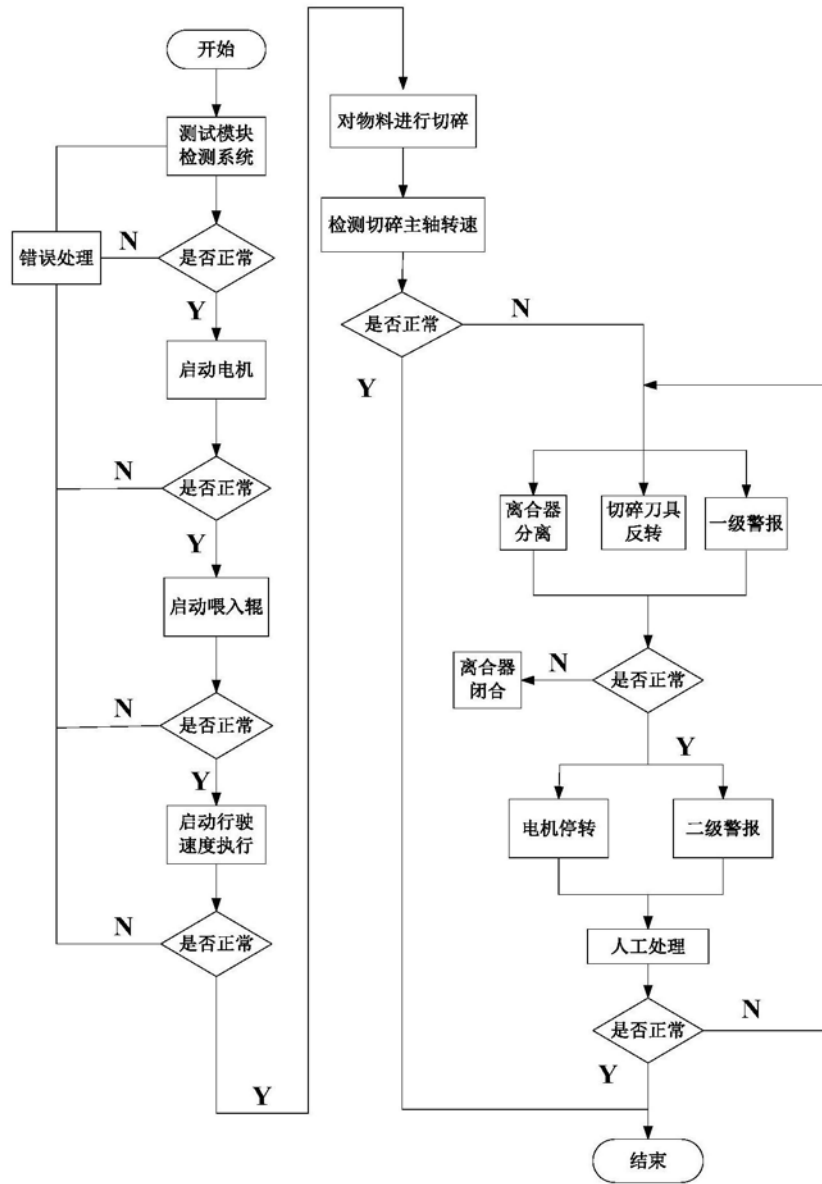 开始
测试模块
检测系统
错误处理
N
是否正常
Y
启动电机
N
是否正常
Y
启动喂入辊
N
是否正常
Y
启动行驶
速度执行
N
是否正常
Y
对物料进行切碎
检测切碎主轴转速
是否正常
N
Y
离合器
分离
切碎刀具
反转
一级警报
离合器
闭合
N
是否正常
Y
电机停转
二级警报
人工处理
是否正常
N
Y
结束